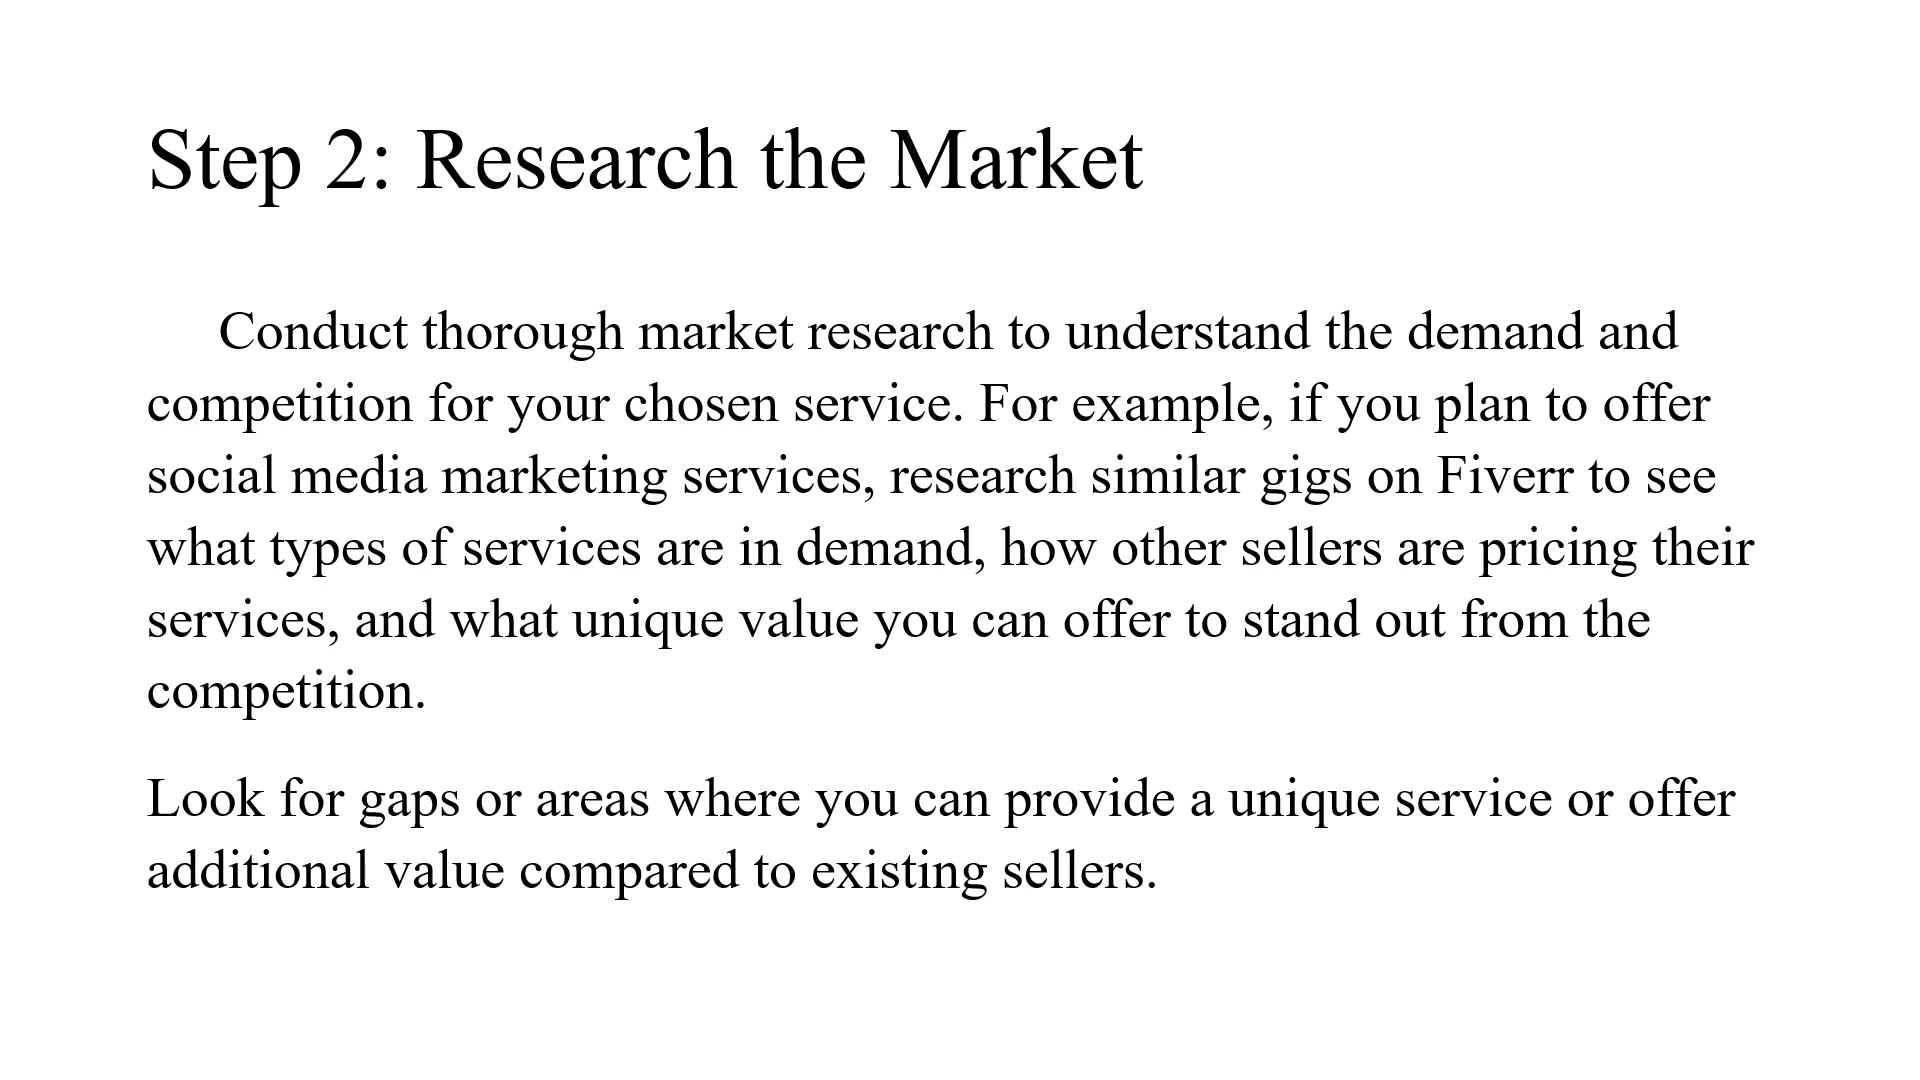 Step 2: Research the Market
Conduct thorough market research to understand the demand and
competition for your chosen service. For example, if you plan to offer
social media marketing services, research similar gigs on Fiverr to see
what types of services are in demand, how other sellers are pricing their
services, and what unique value you can offer to stand out from the
competition.
Look for gaps or areas where you can provide a unique service or offer
additional value compared to existing sellers.